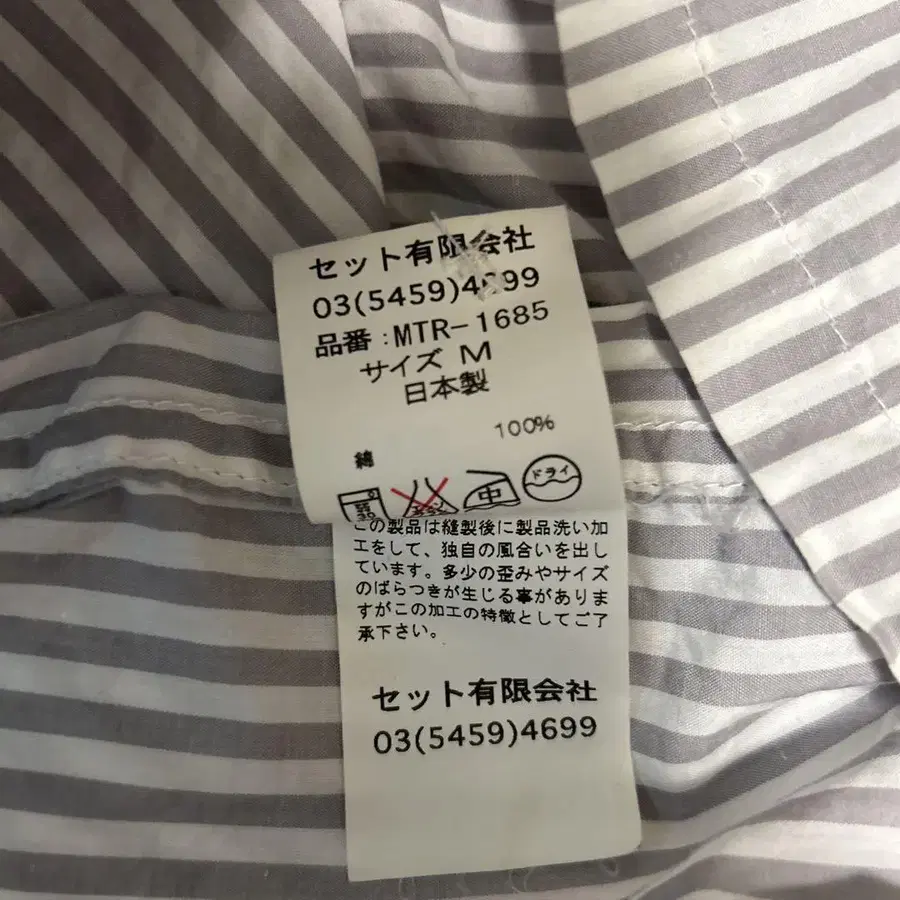 セット有限会社
03(5459)4699
品番:MTR-1685
サイズ M
日本製
綿 100%
中
ドライ
この製品は縫製後に製品洗い加
工をして、独自の風合いを出し
ています。多少の歪みやサイズ
のばらつきが生じる事がありま
すがこの加工の特徴としてご了
承下さい。
セット有限会社
03(5459)4699